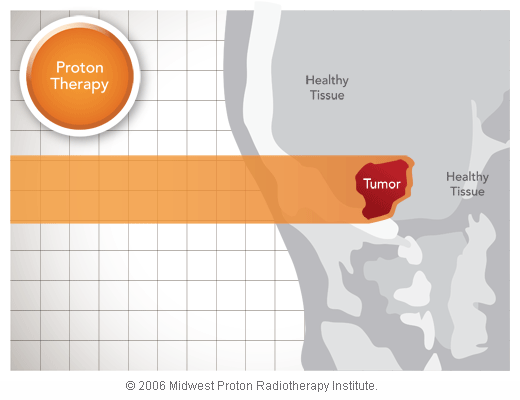 Proton
Therapy
Healthy
Tissue
Tumor
Healthy
Tissue
© 2006 Midwest Proton Radiotherapy Institute.